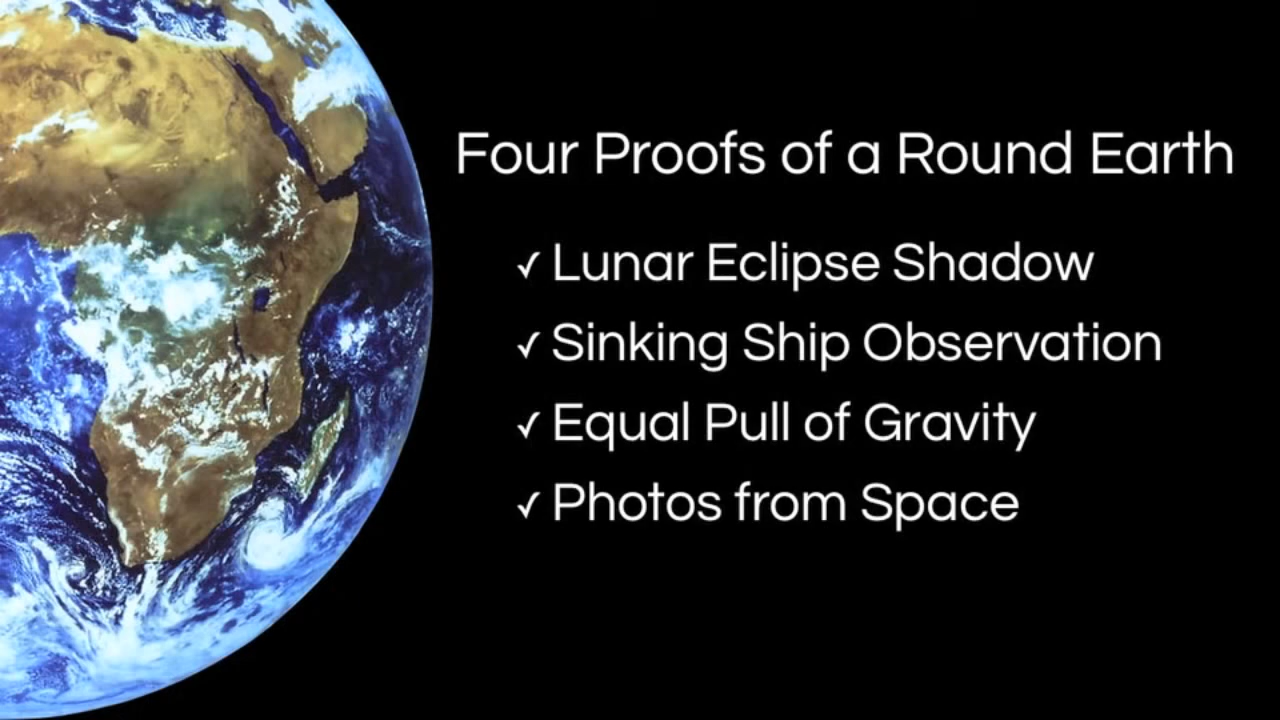 Four Proofs of a Round Earth
✓ Lunar Eclipse Shadow
✓ Sinking Ship Observation
✓ Equal Pull of Gravity
✓ Photos from Space